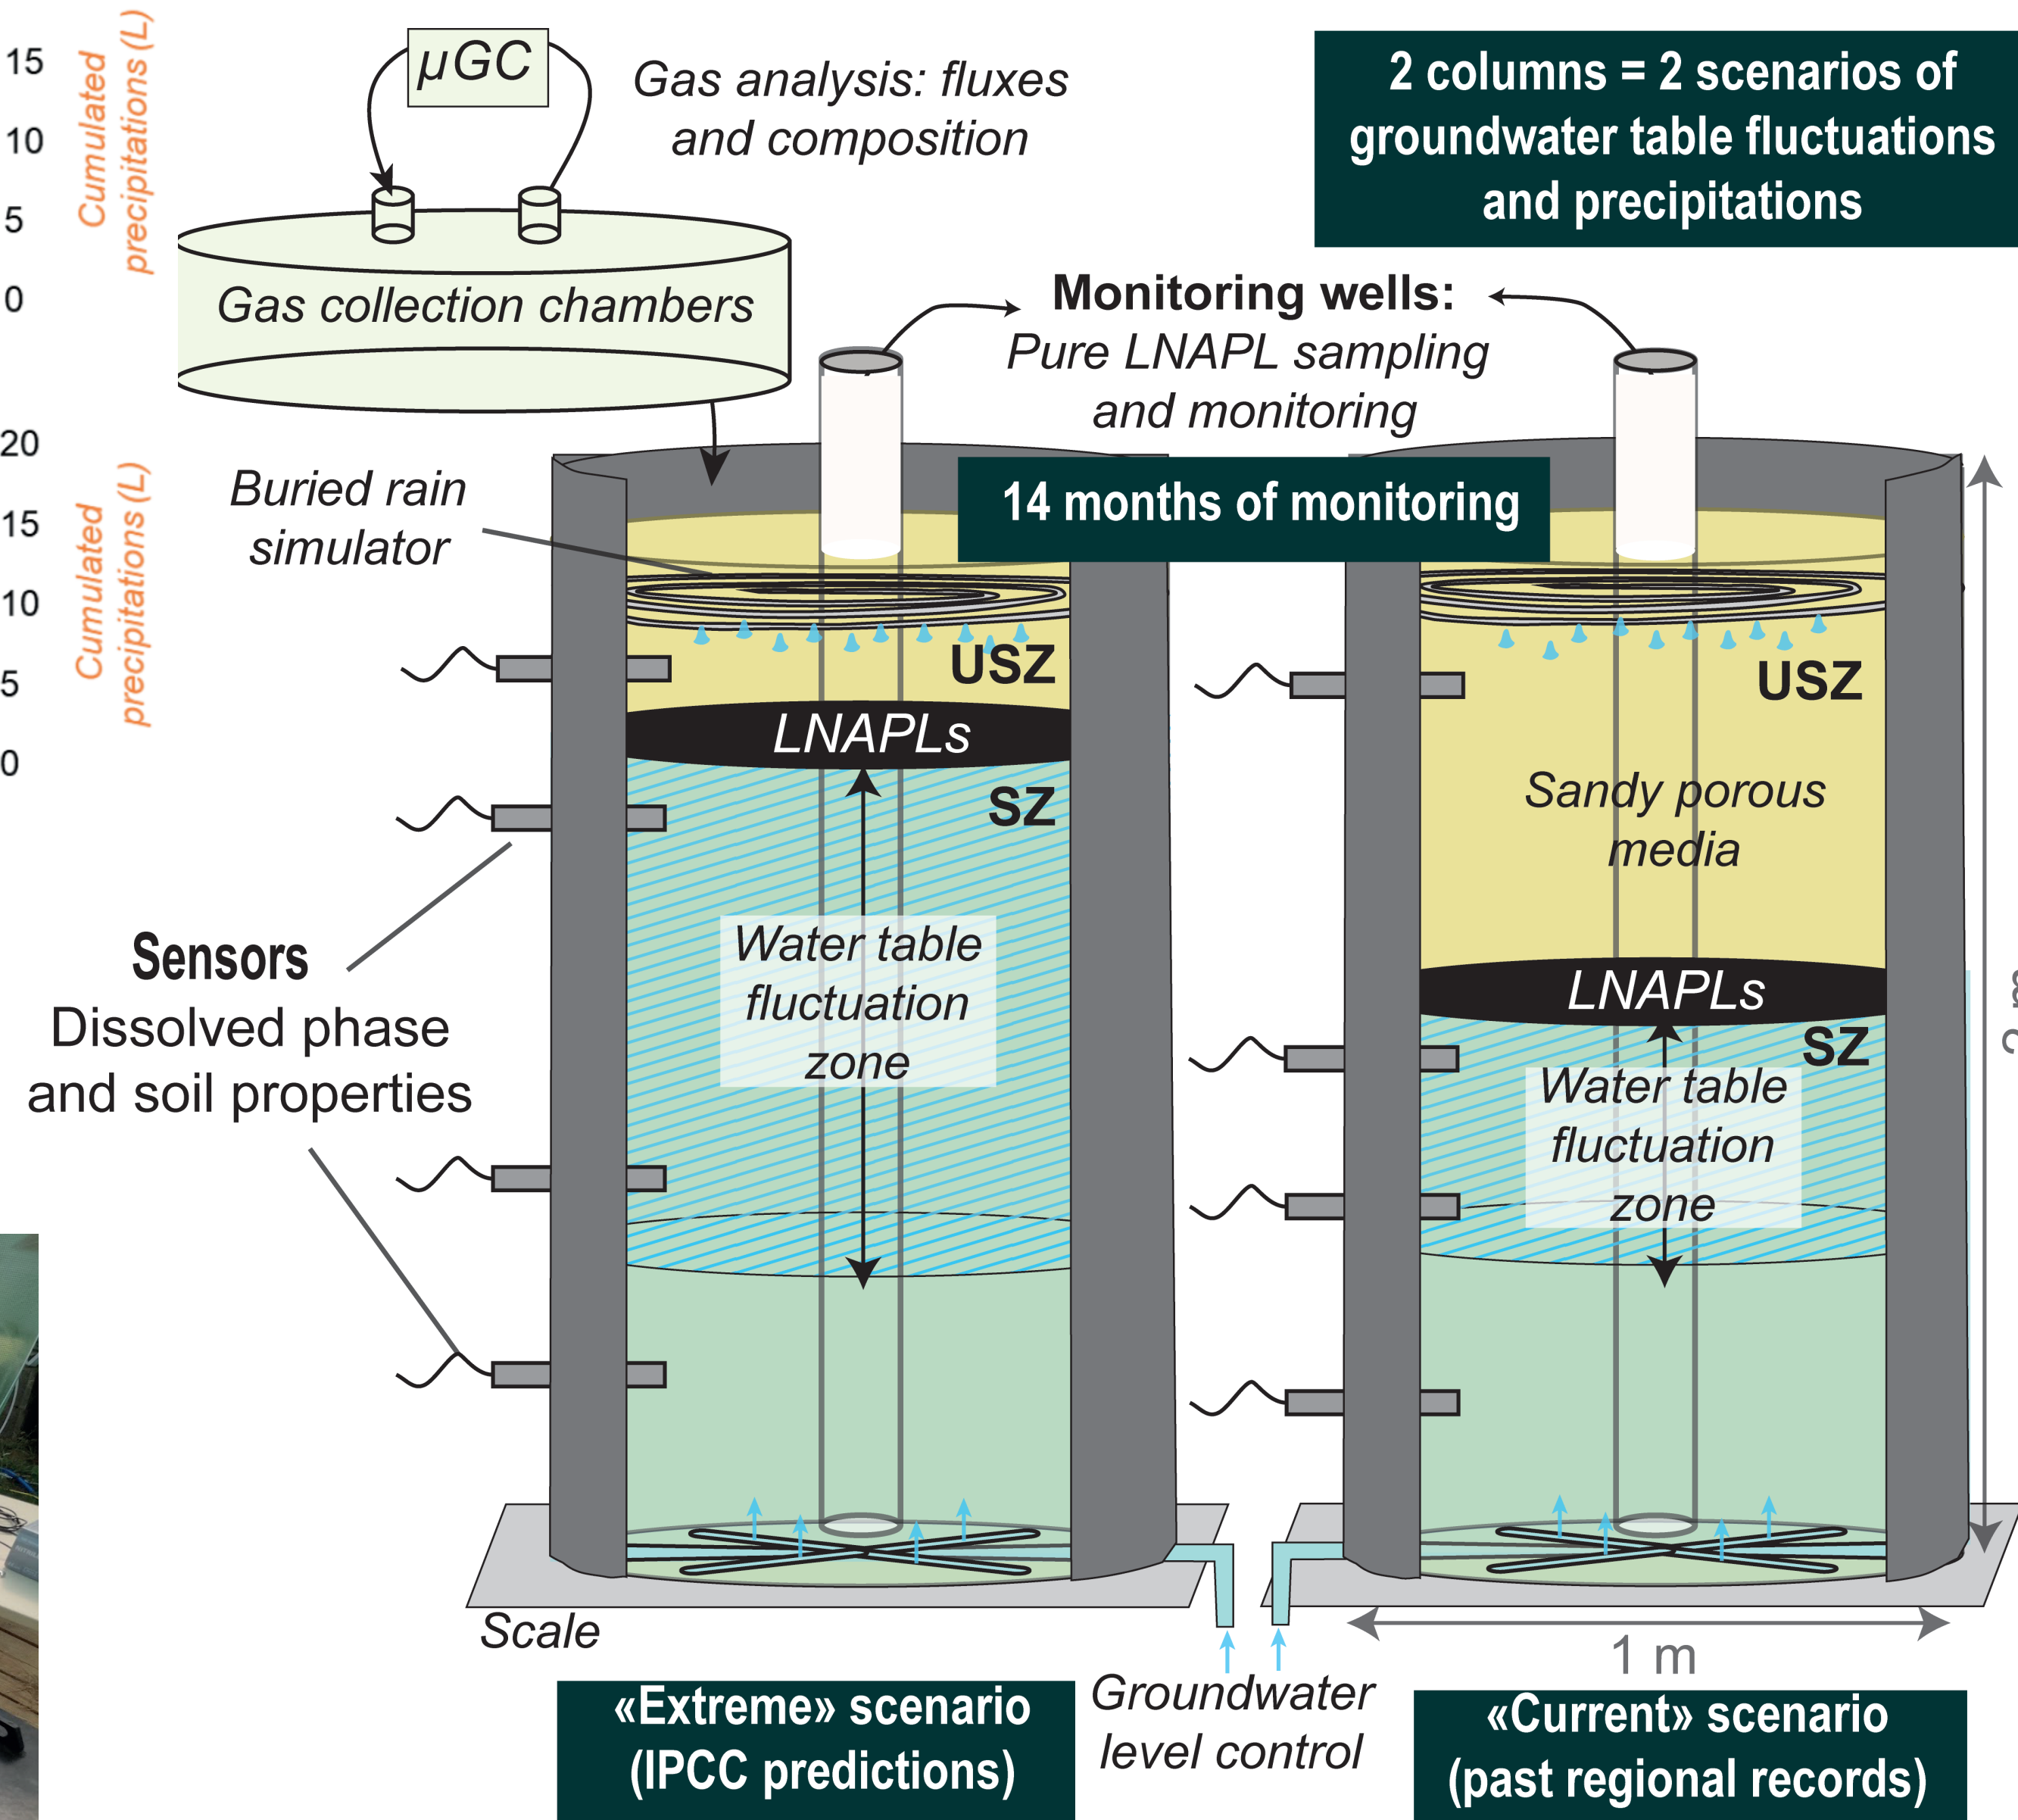 15
10
5
0
Cumulated
precipitations (L)
20
15
10
5
0
Cumulated
precipitations (L)
µGC
Gas analysis: fluxes
and composition
2 columns = 2 scenarios of
groundwater table fluctuations
and precipitations
Gas collection chambers
Monitoring wells:
Pure LNAPL sampling
and monitoring
Buried rain
simulator
14 months of monitoring
USZ
LNAPLs
SZ
Water table
fluctuation
zone
USZ
Sandy porous
media
LNAPLs
SZ
Water table
fluctuation
zone
Sensors
Dissolved phase
and soil properties
Scale
1 m
Groundwater
level control
«Extreme» scenario
(IPCC predictions)
«Current» scenario
(past regional records)